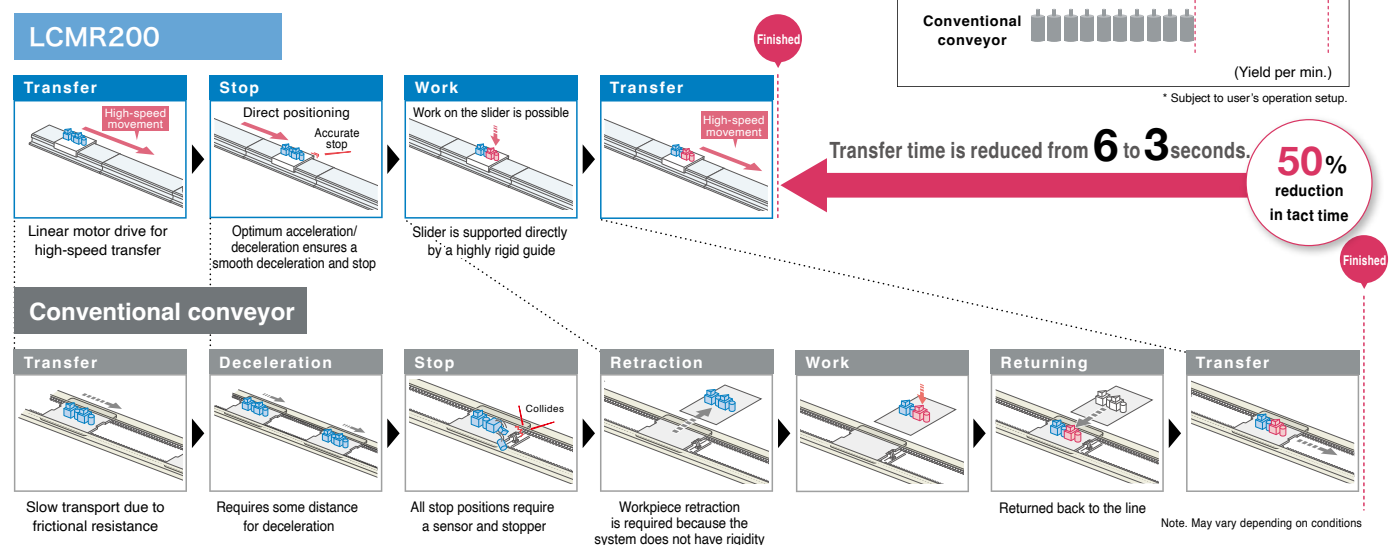 LCMR200
Finished
Conventional
conveyor
(Yield per min.)
* Subject to user's operation setup.
Transfer
High-speed
movement
Linear motor drive for
high-speed transfer
Stop
Direct positioning
Accurate
stop
Optimum acceleration/
deceleration ensures a
smooth deceleration and stop
Work
Work on the slider is possible
Slider is supported directly
by a highly rigid guide
Transfer
High-speed
movement
Transfer time is reduced from 6 to 3 seconds.
50%
reduction
in tact time
Finished
Conventional conveyor
Transfer
Slow transport due to
frictional resistance
Deceleration
Requires some distance
for deceleration
Stop
Collides
All stop positions require
a sensor and stopper
Retraction
Workpiece retraction
is required because the
system does not have rigidity
Work
Returning
Returned back to the line
Transfer
Note. May vary depending on conditions